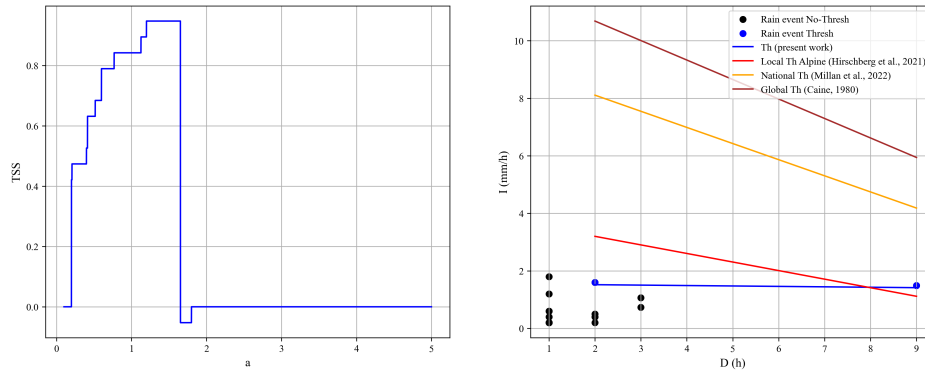 0.8
0.6
0.4
0.2
0.0
TSS
0
1
2
3
4
5
a
10
8
6
4
2
0
I (mm/h)
1
2
3
4
5
6
7
8
9
D (h)
Rain event No-Thresh
Rain event Thresh
Th (present work)
Local Th Alpine (Hirschberg et al., 2021)
National Th (Millan et al., 2022)
Global Th (Caine, 1980)